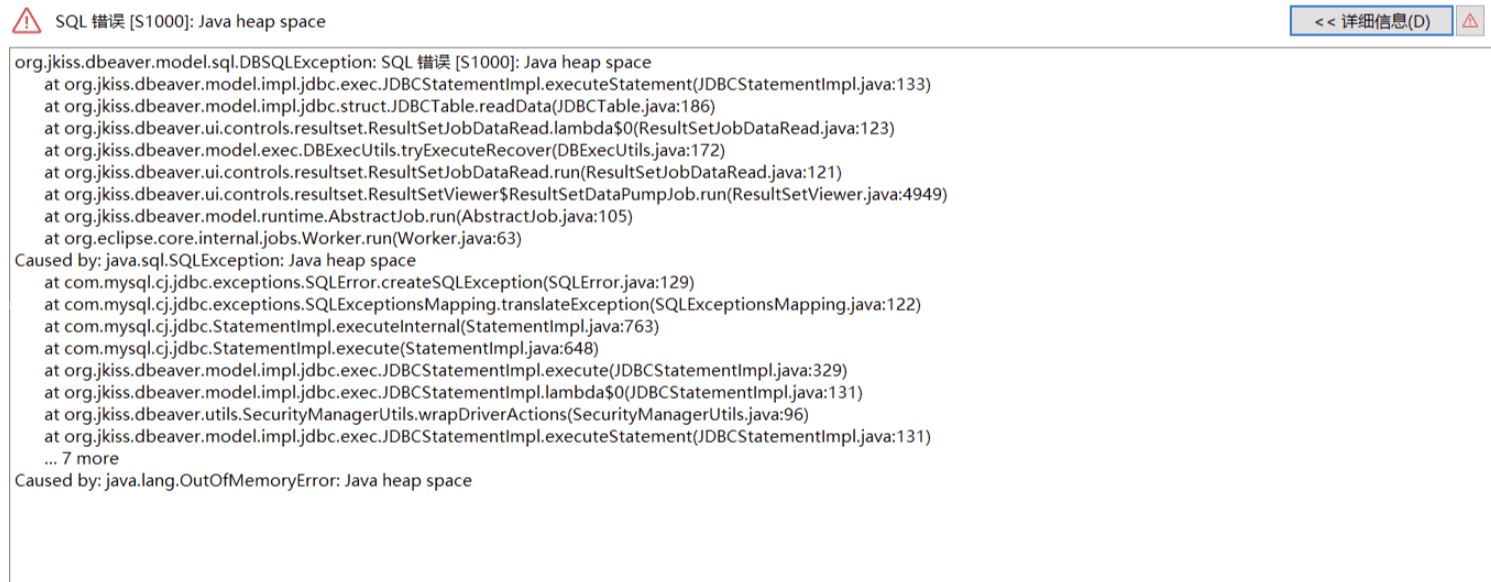 SQL 错误 [S1000]: Java heap space
<< 详细信息(D)
org.jkiss.dbeaver.model.sql.DBSQLException: SQL 错误 [S1000]: Java heap space
at org.jkiss.dbeaver.model.impl.jdbc.exec.JDBCStatementImpl.executeStatement(JDBCStatementImpl.java:133)
at org.jkiss.dbeaver.model.impl.jdbc.struct.JDBCTable.readData(JDBCTable.java:186)
at org.jkiss.dbeaver.ui.controls.resultset.ResultSetJobDataRead.lambda$0(ResultSetJobDataRead.java:123)
at org.jkiss.dbeaver.model.exec.DBExecUtils.tryExecuteRecover(DBExecUtils.java:172)
at org.jkiss.dbeaver.ui.controls.resultset.ResultSetJobDataRead.run(ResultSetJobDataRead.java:121)
at org.jkiss.dbeaver.ui.controls.resultset.ResultSetViewer$ResultSetDataPumpJob.run(ResultSetViewer.java:4949)
at org.jkiss.dbeaver.model.runtime.AbstractJob.run(AbstractJob.java:105)
at org.eclipse.core.internal.jobs.Worker.run(Worker.java:63)
Caused by: java.sql.SQLException: Java heap space
at com.mysql.cj.jdbc.exceptions.SQLError.createSQLException(SQLError.java:129)
at com.mysql.cj.jdbc.exceptions.SQLExceptionsMapping.translateException(SQLExceptionsMapping.java:122)
at com.mysql.cj.jdbc.StatementImpl.executeInternal(StatementImpl.java:763)
at com.mysql.cj.jdbc.StatementImpl.execute(StatementImpl.java:648)
at org.jkiss.dbeaver.model.impl.jdbc.exec.JDBCStatementImpl.execute(JDBCStatementImpl.java:329)
at org.jkiss.dbeaver.model.impl.jdbc.exec.JDBCStatementImpl.lambda$0(JDBCStatementImpl.java:131)
at org.jkiss.dbeaver.utils.SecurityManagerUtils.wrapDriverActions(SecurityManagerUtils.java:96)
at org.jkiss.dbeaver.model.impl.jdbc.exec.JDBCStatementImpl.executeStatement(JDBCStatementImpl.java:131)
... 7 more
Caused by: java.lang.OutOfMemoryError: Java heap space